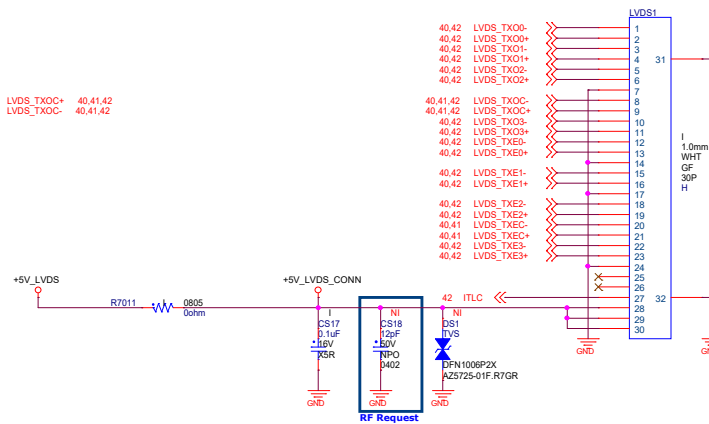 LVDS1
40,42 LVDS_TXO0- 1
40,42 LVDS_TXO0+ 2
40,42 LVDS_TXO1- 3
40,42 LVDS_TXO1+ 4 31
40,42 LVDS_TXO2- 5
40,42 LVDS_TXO2+ 6
7
LVDS_TXOC+ 40,41,42
40,41,42 LVDS_TXOC- 8
LVDS_TXOC- 40,41,42
40,41,42 LVDS_TXOC+ 9
40,42 LVDS_TXO3- 10
40,42 LVDS_TXO3+ 11
40,42 LVDS_TXE0- 12
40,42 LVDS_TXE0+ 13
14
40,42 LVDS_TXE1- 15
40,42 LVDS_TXE1+ 16
17
40,42 LVDS_TXE2- 18
40,42 LVDS_TXE2+ 19
40,41 LVDS_TXEC- 20
40,41 LVDS_TXEC+ 21
40,42 LVDS_TXE3- 22
40,42 LVDS_TXE3+ 23
24
25
26
42 ITLC 27 32
28
29
30
I
1.0mm
WHT
GF
30P
H
GND
+5V_LVDS
R7011 I 0805
0ohm
+5V_LVDS_CONN
I
CS17
0.1uF
16V
X5R
GND
NI
CS18
12pF
50V
NPO
0402
GND
RF Request
NI
DS1
TVS
DFN1006P2X
AZ5725-01F.R7GR
GND